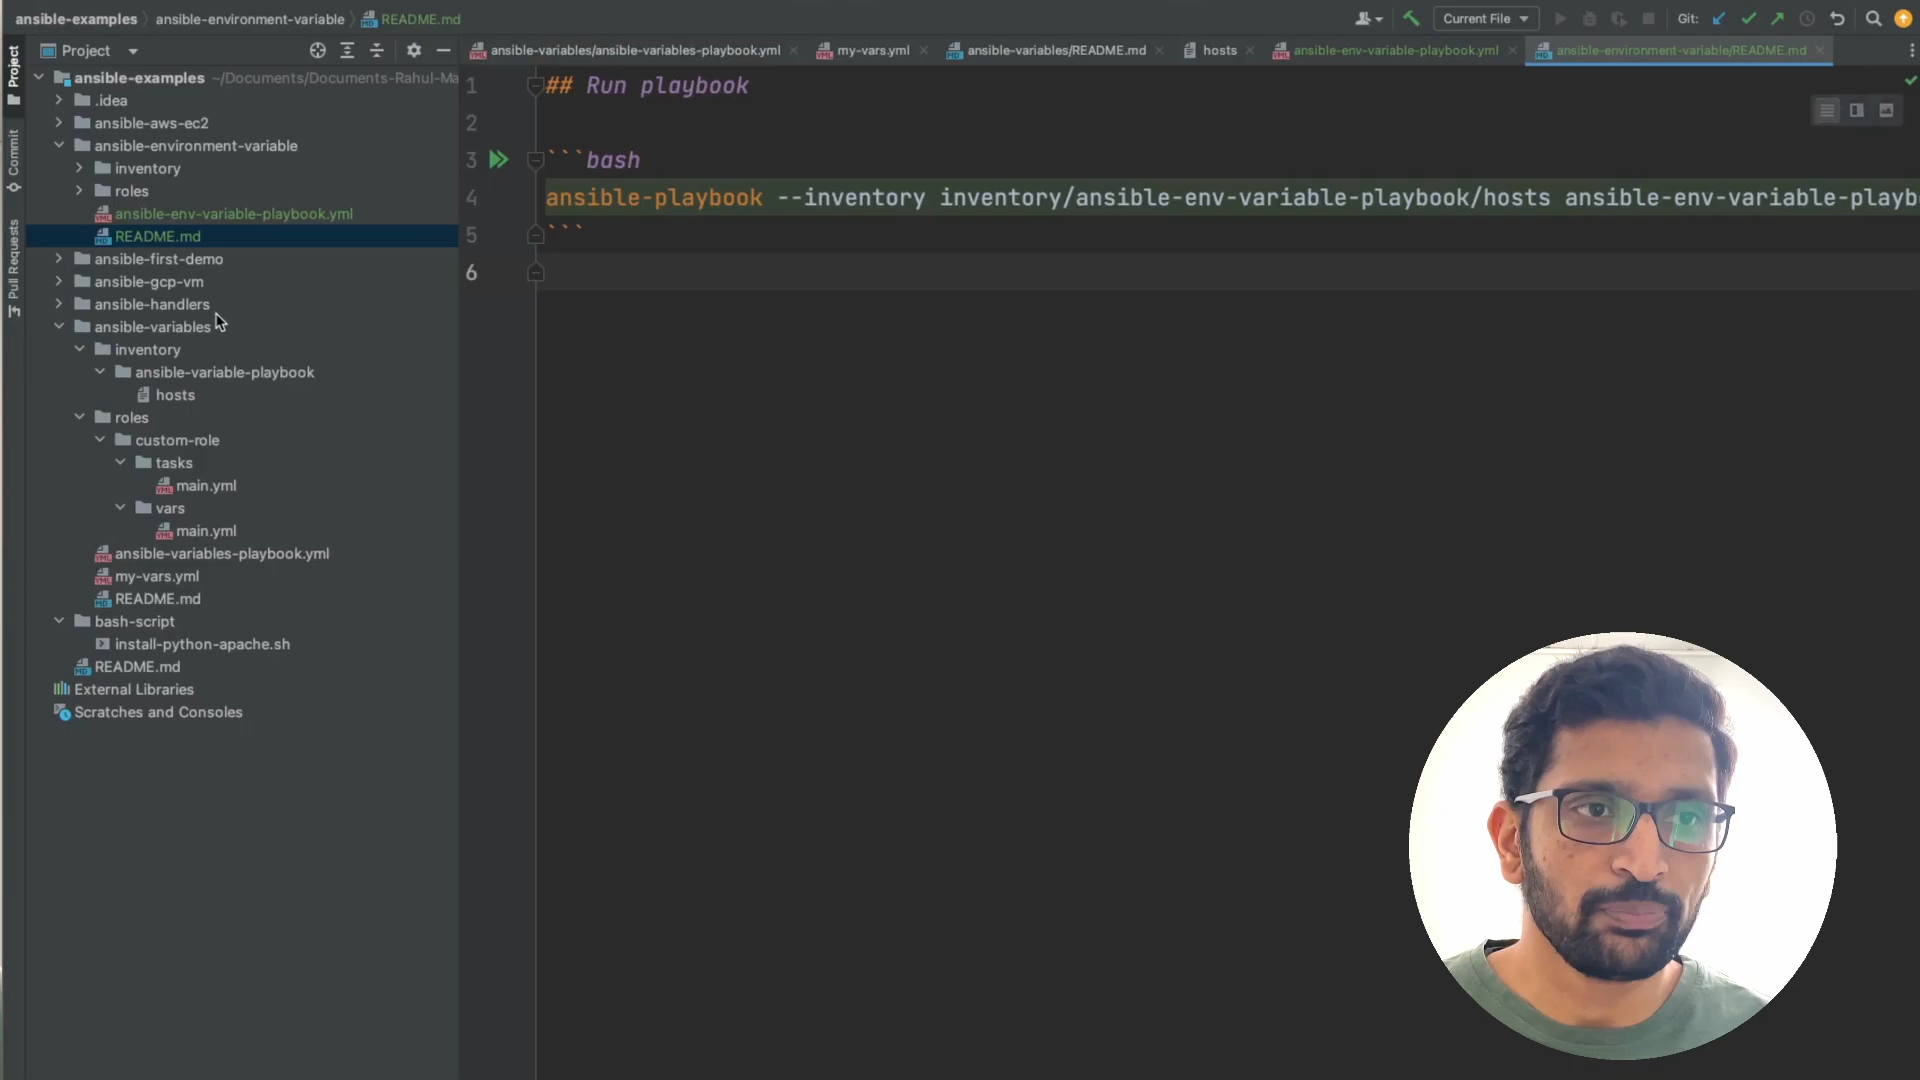 ansible-examples
ansible-environment-variable
README.md
Current File
Git:
Project
ansible-variables/ansible-variables-playbook.yml
my-vars.yml
ansible-variables/README.md
hosts
ansible-env-variable-playbook.yml
ansible-environment-variable/README.md
Project
Commit
Pull Requests
ansible-examples ~/Documents/Documents-Rahul-Ma
.idea
ansible-aws-ec2
ansible-environment-variable
inventory
roles
ansible-env-variable-playbook.yml
README.md
ansible-first-demo
ansible-gcp-vm
ansible-handlers
ansible-variables
inventory
ansible-variable-playbook
hosts
roles
custom-role
tasks
main.yml
vars
main.yml
ansible-variables-playbook.yml
my-vars.yml
README.md
bash-script
install-python-apache.sh
README.md
External Libraries
Scratches and Consoles
1 ## Run playbook
2
3 ```bash
4 ansible-playbook --inventory inventory/ansible-env-variable-playbook/hosts ansible-env-variable-playb
5 ```
6